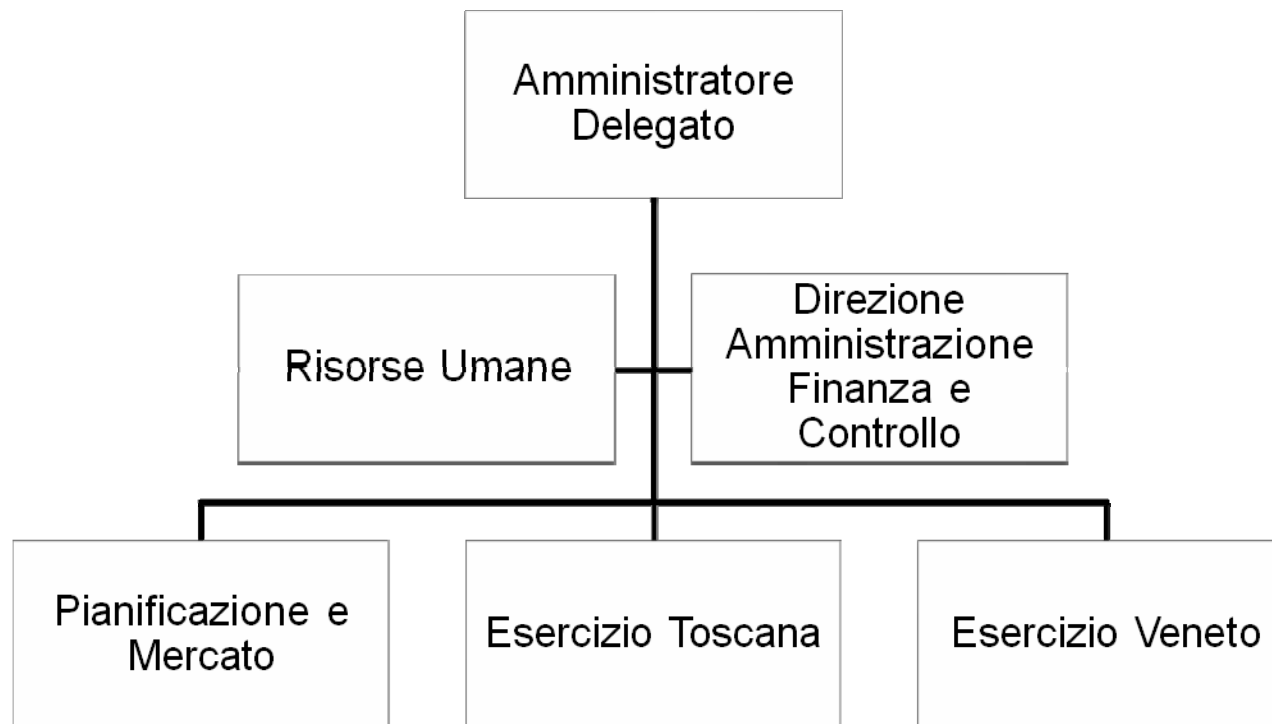 Amministratore
Delegato
Risorse Umane
Direzione
Amministrazione
Finanza e
Controllo
Pianificazione e
Mercato
Esercizio Toscana
Esercizio Veneto